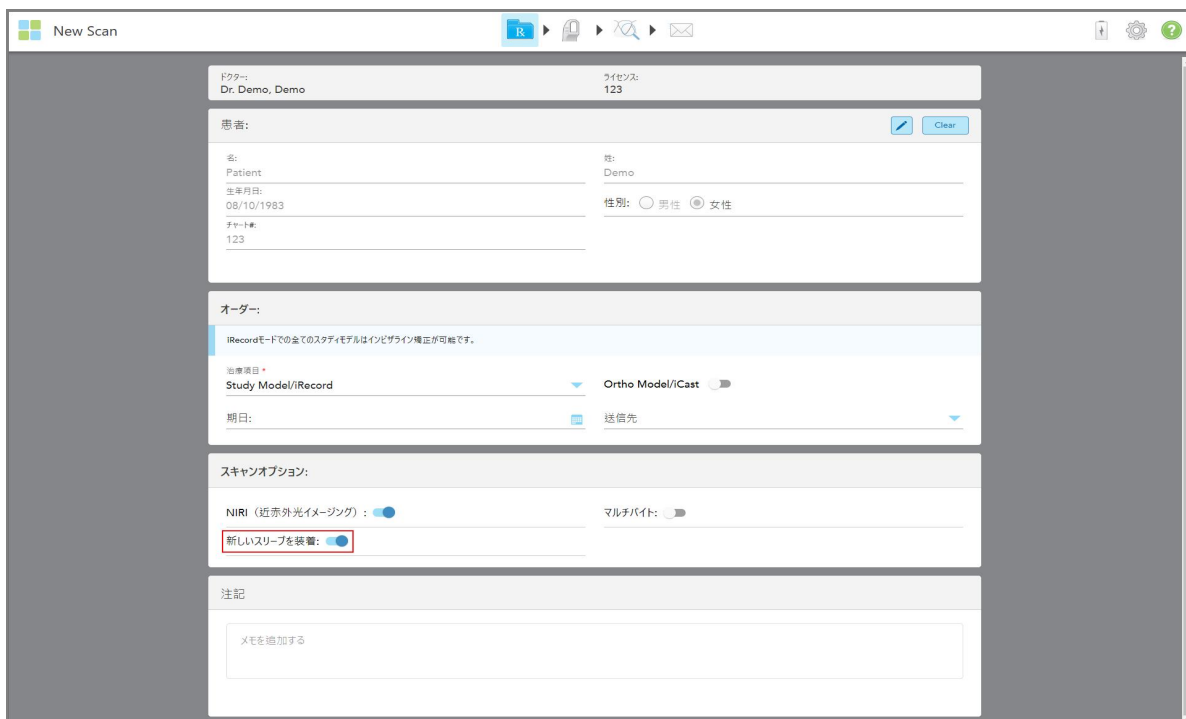 New Scan
R
?
ドクター:
Dr. Demo, Demo
ライセンス:
123
患者:
Clear
名:
Patient
姓:
Demo
生年月日:
08/10/1983
性別: 男性 女性
チャート#:
123
オーダー:
iRecordモードでの全てのスタディモデルはインビザライン矯正が可能です。
治療項目 *
Study Model/iRecord
Ortho Model/iCast
期日:
送信先
スキャンオプション:
NIRI（近赤外光イメージング）:
マルチバイト:
新しいスリーブを装着:
注記
メモを追加する